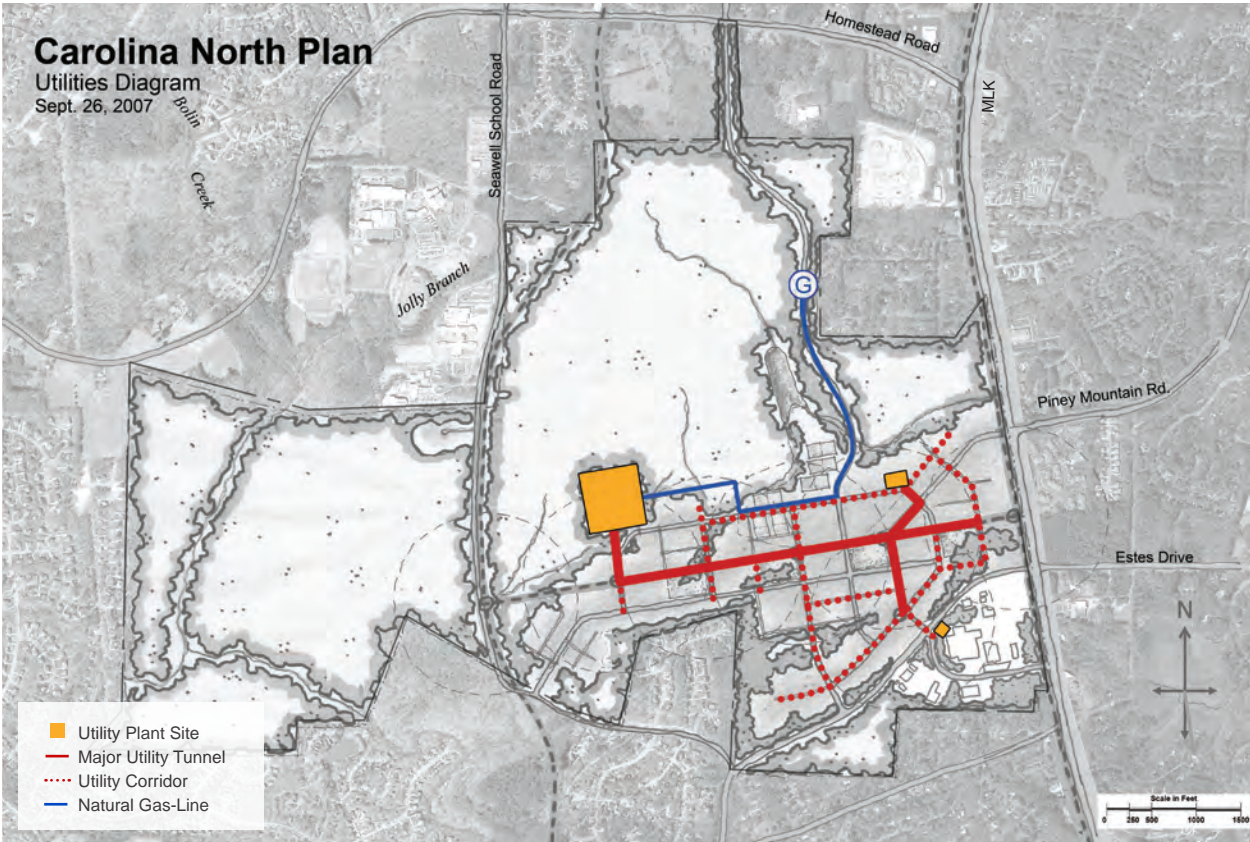 Carolina North Plan
Utilities Diagram
Sept. 26, 2007
Bolin
Creek
Jolly Branch
Seawell School Road
Homestead Road
MLK
G
Piney Mountain Rd.
Estes Drive
N
Utility Plant Site
Major Utility Tunnel
Utility Corridor
Natural Gas-Line
Scale in Feet
0 250 500 1000 1500